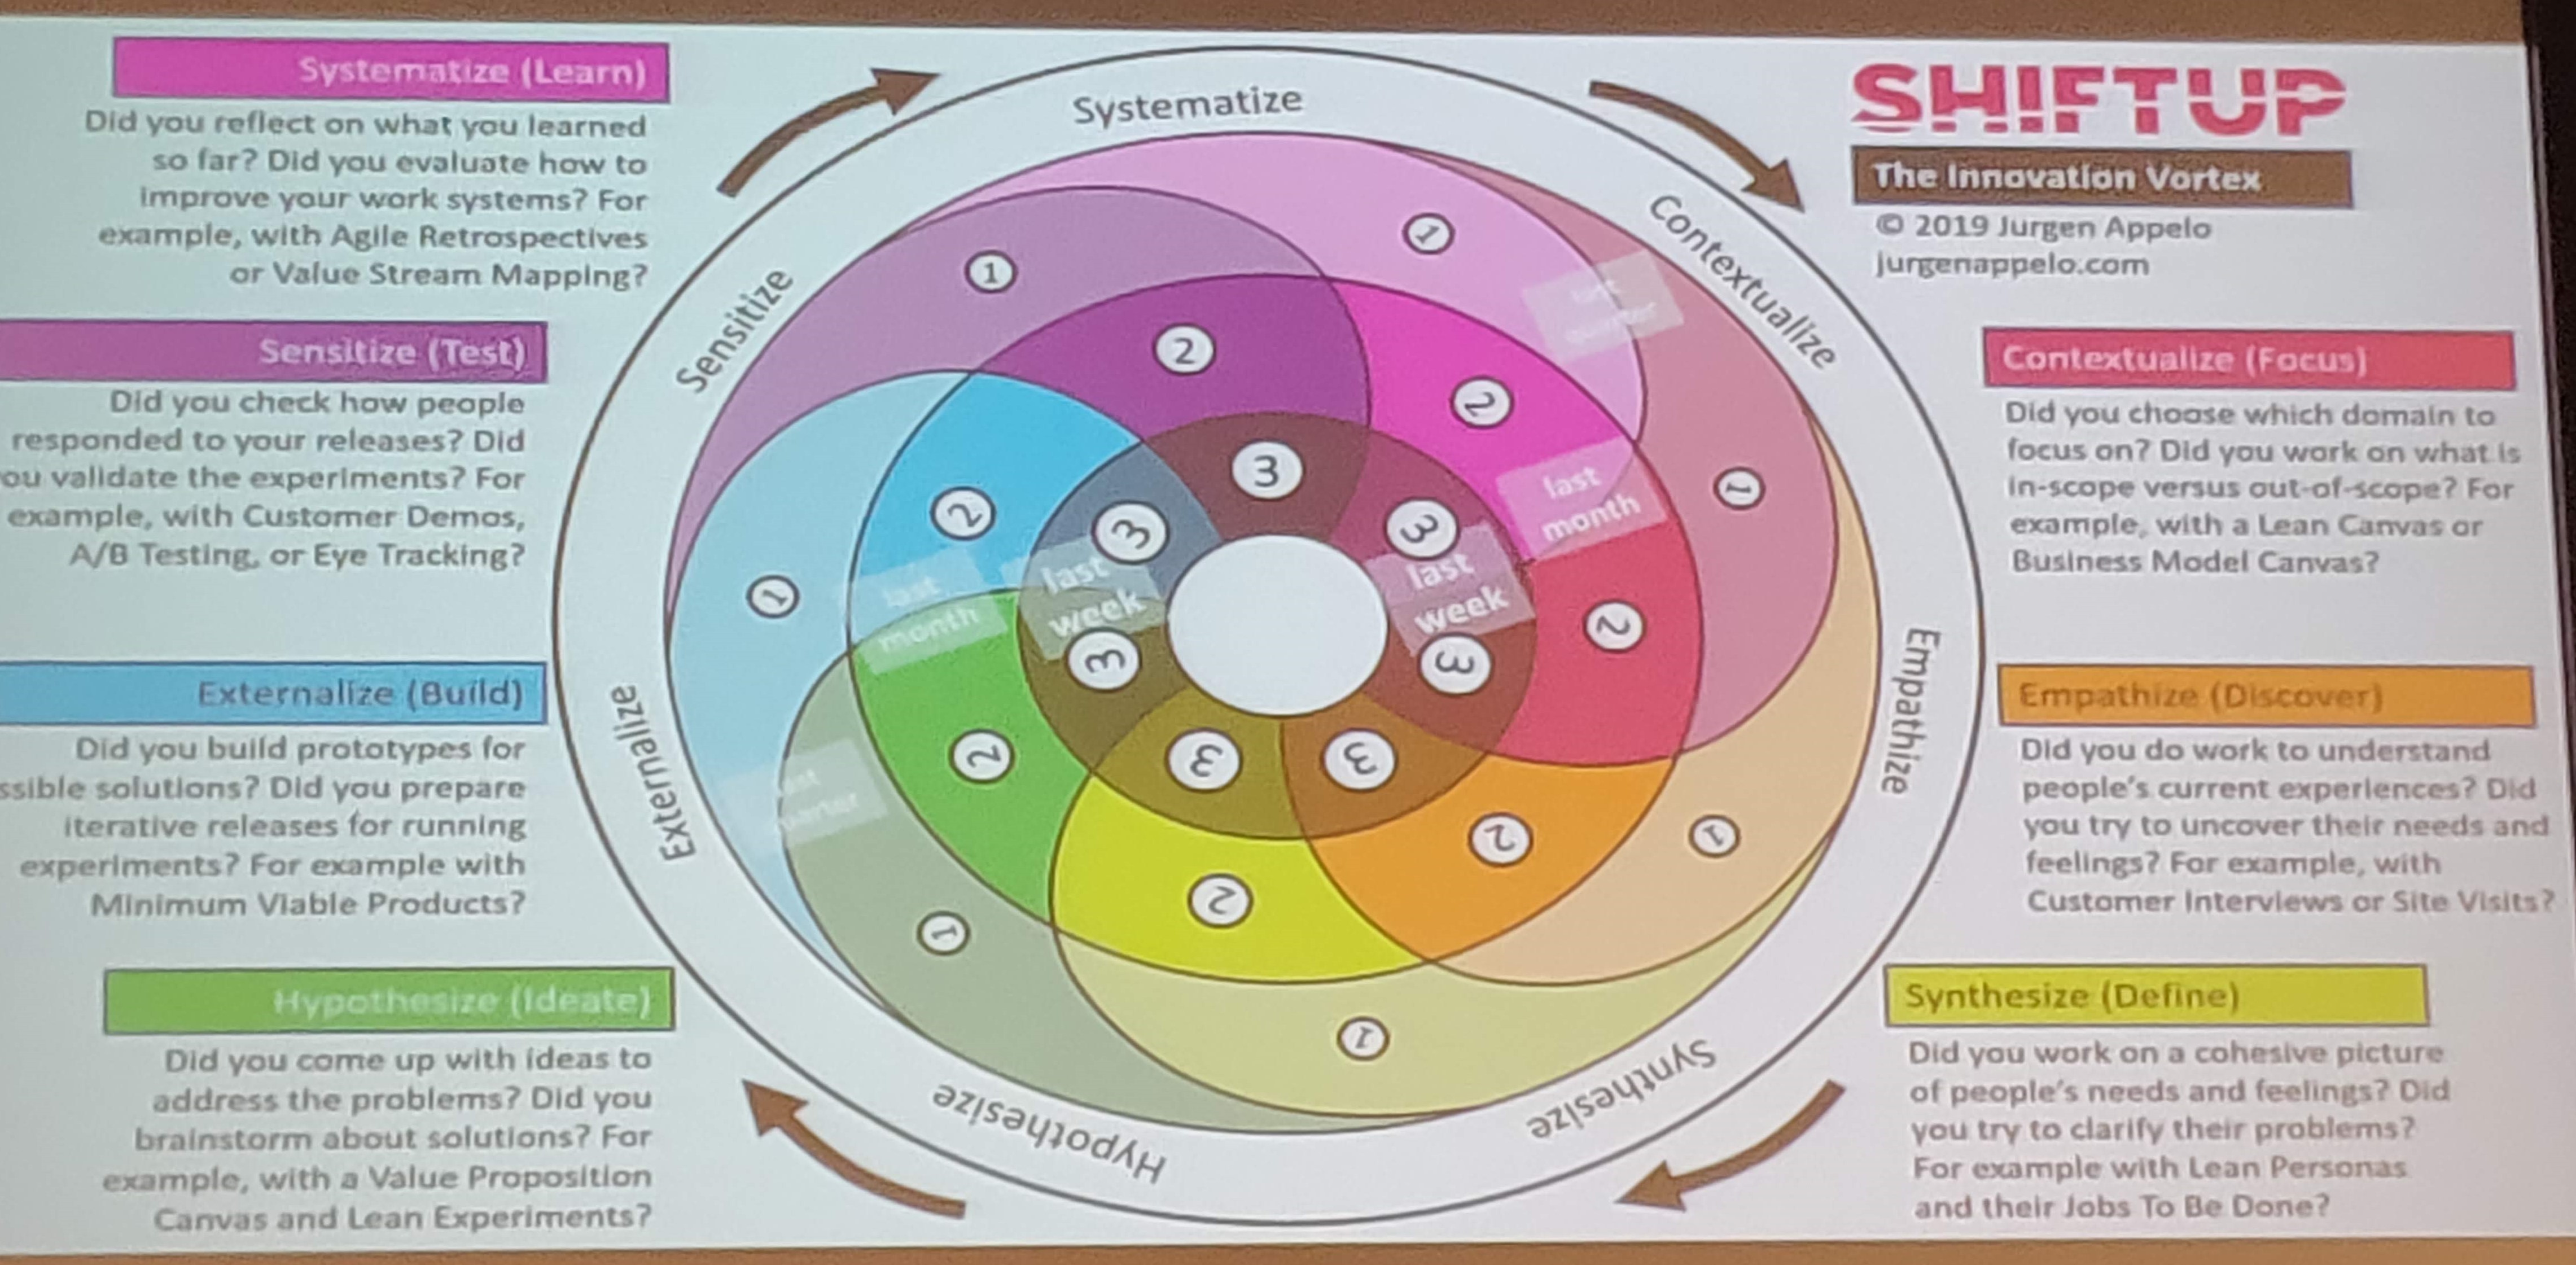 Systematize (Learn)
Did you reflect on what you learned
so far? Did you evaluate how to
improve your work systems? For
example, with Agile Retrospectives
or Value Stream Mapping?
Sensitize (Test)
Did you check how people
responded to your releases? Did
ou validate the experiments? For
example, with Customer Demos,
A/B Testing, or Eye Tracking?
Externalize (Build)
Did you build prototypes for
ssible solutions? Did you prepare
iterative releases for running
experiments? For example with
Minimum Viable Products?
Hypothesize (Ideate)
Did you come up with ideas to
address the problems? Did you
brainstorm about solutions? For
example, with a Value Proposition
Canvas and Lean Experiments?
Systematize
Contextualize
Empathize
Synthesize
Hypothesize
Externalize
Sensitize
1
1
1
1
1
1
1
2
2
2
2
2
2
2
3
3
3
3
3
3
3
last
month
last
week
last
month
last
week
SHIFTUP
The Innovation Vortex
© 2019 Jurgen Appelo
jurgenappelo.com
Contextualize (Focus)
Did you choose which domain to
focus on? Did you work on what is
in-scope versus out-of-scope? For
example, with a Lean Canvas or
Business Model Canvas?
Empathize (Discover)
Did you do work to understand
people's current experiences? Did
you try to uncover their needs and
feelings? For example, with
Customer Interviews or Site Visits?
Synthesize (Define)
Did you work on a cohesive picture
of people's needs and feelings? Did
you try to clarify their problems?
For example with Lean Personas
and their Jobs To Be Done?